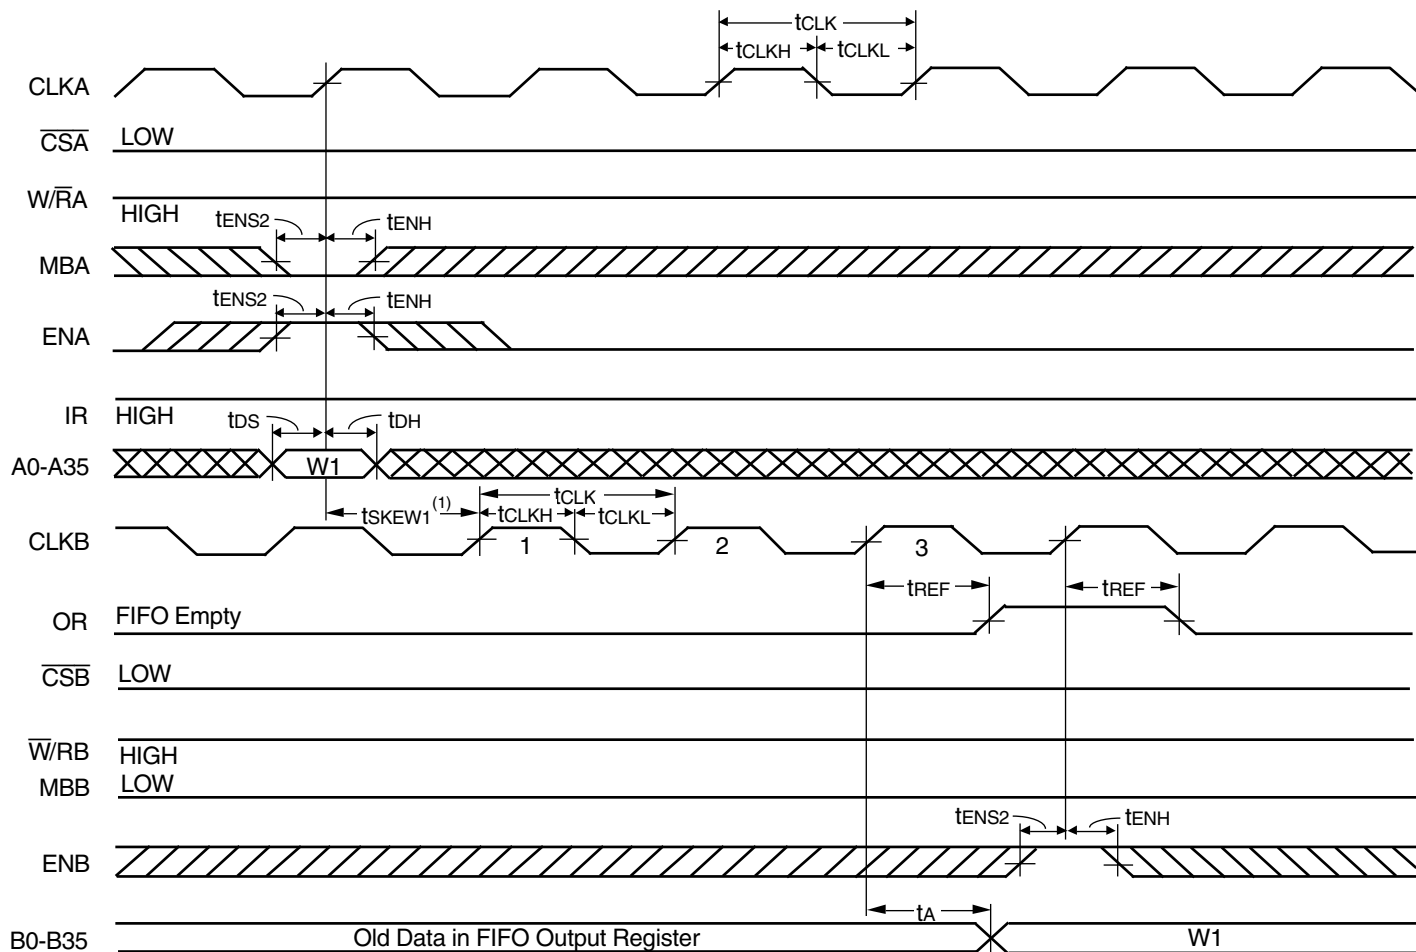 tCLK
tCLKH tCLKL
CLKA
CSA LOW
W/RA
HIGH tENS2 tENH
MBA
tENS2 tENH
ENA
IR HIGH
tDS tDH
A0-A35 W1
tSKEW1(1) tCLK
tCLKH tCLKL
CLKB 1 2 3
tREF tREF
OR FIFO Empty
CSB LOW
W/RB HIGH
MBB LOW
tENS2 tENH
ENB
tA
B0-B35 Old Data in FIFO Output Register W1